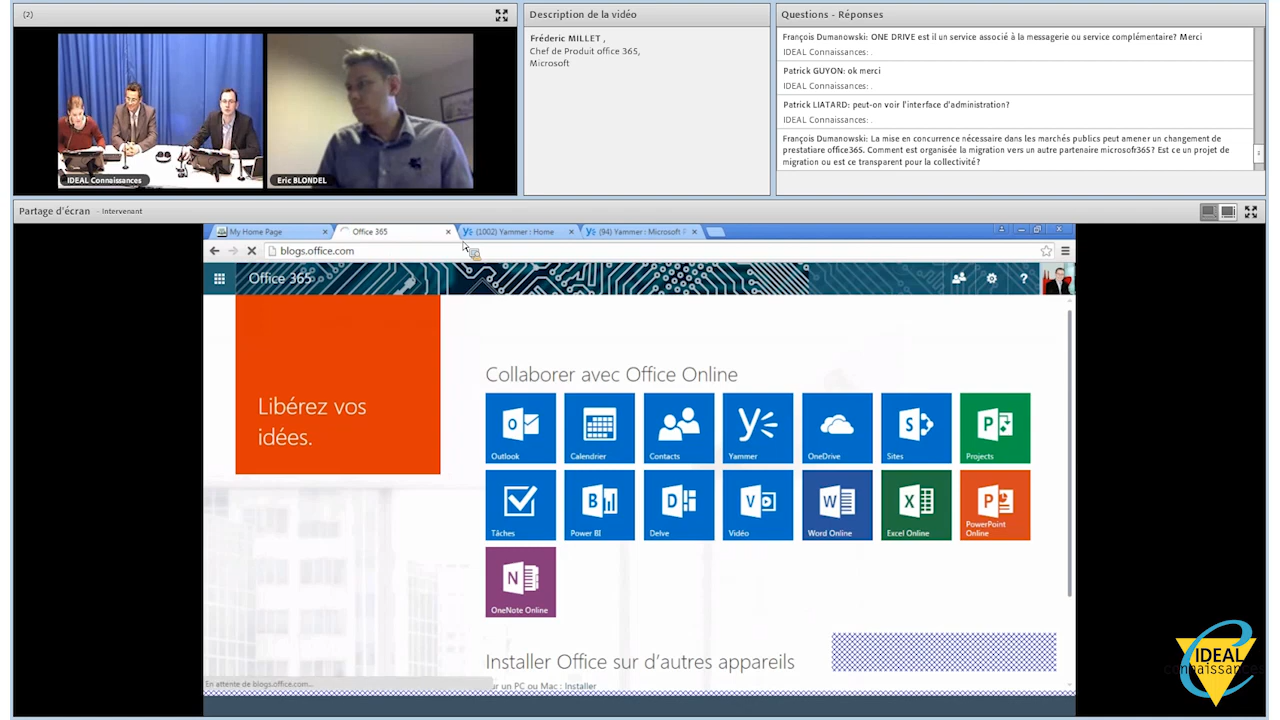 (2)
IDEAL Connaissances
Eric BLONDEL
Description de la vidéo
Fréderic MILLET ,
Chef de Produit office 365,
Microsoft
Questions - Réponses
François Dumanowski: ONE DRIVE est il un service associé à la messagerie ou service complémentaire? Merci
IDEAL Connaissances: .
Patrick GUYON: ok merci
IDEAL Connaissances: .
Patrick LIATARD: peut-on voir l'interface d'administration?
IDEAL Connaissances: .
François Dumanowski: La mise en concurrence nécessaire dans les marchés publics peut amener un changement de
prestatiare office365. Comment est organisée la migration vers un autre partenaire microsofr365? Est ce un projet de
migration ou est ce transparent pour la collectivité?
Partage d'écran - Intervenant
My Home Page
Office 365
(1002) Yammer : Home
(94) Yammer : Microsoft
blogs.office.com
Office 365
Libérez vos
idées.
Collaborer avec Office Online
Outlook
Calendrier
Contacts
Yammer
OneDrive
Sites
Projects
Tâches
Power BI
Delve
Vidéo
Word Online
Excel Online
PowerPoint
Online
OneNote Online
Installer Office sur d'autres appareils
sur un PC ou Mac : Installer
En attente de blogs.office.com...
IDEAL
connaissances